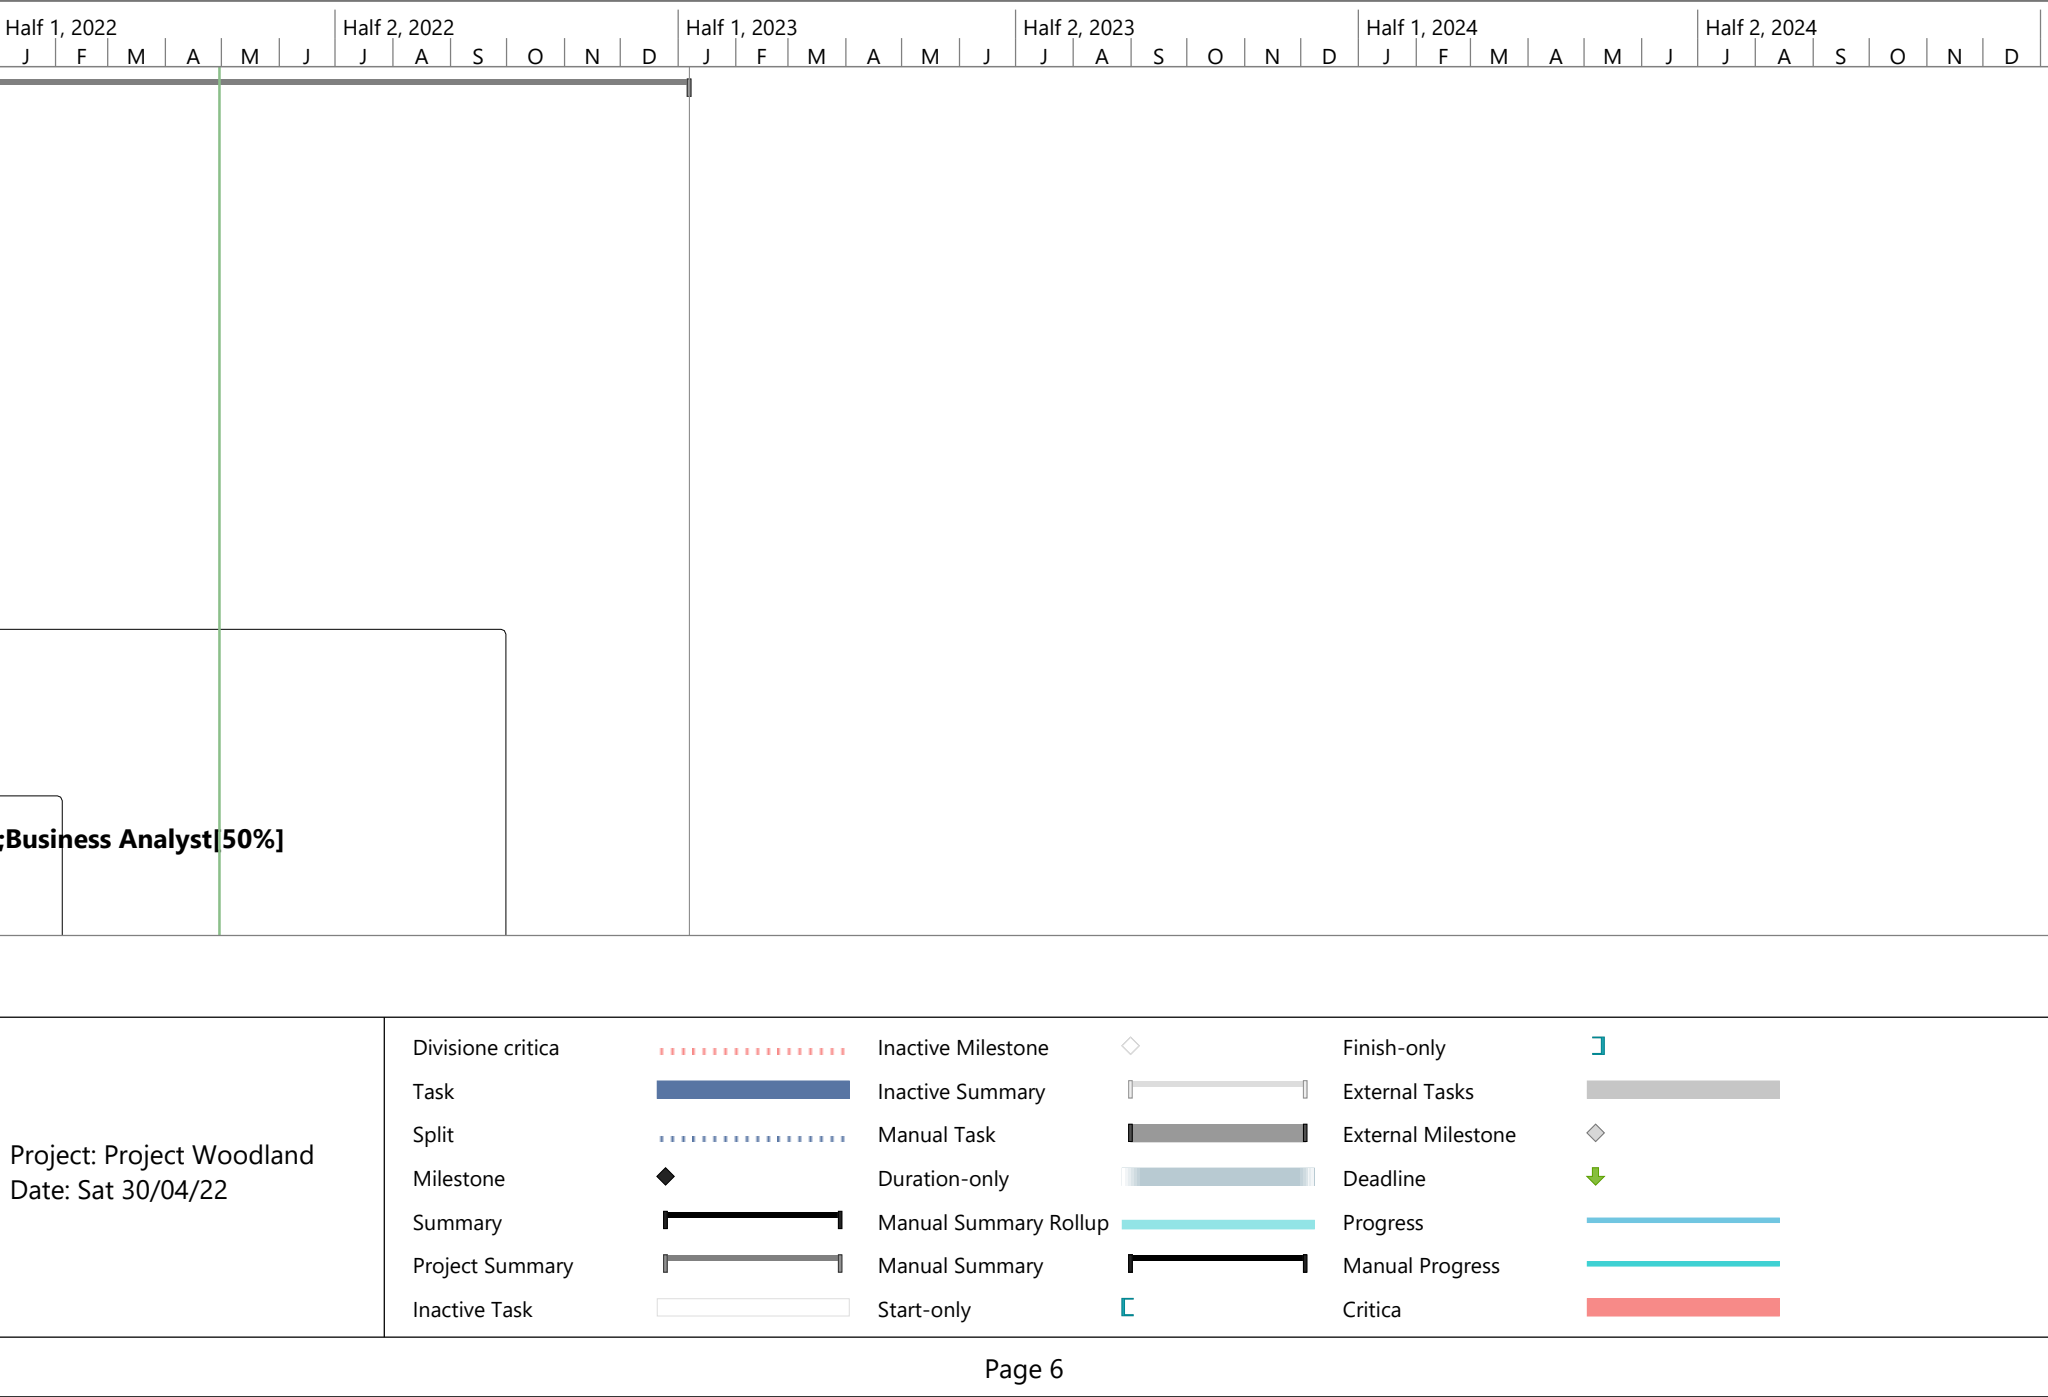 Half 1, 2022 Half 2, 2022 Half 1, 2023 Half 2, 2023 Half 1, 2024 Half 2, 2024
J F M A M J J A S O N D J F M A M J J A S O N D J F M A M J J A S O N D
;Business Analyst[50%]
Project: Project Woodland
Date: Sat 30/04/22
Divisione critica
Task
Split
Milestone
Summary
Project Summary
Inactive Task
Inactive Milestone
Inactive Summary
Manual Task
Duration-only
Manual Summary Rollup
Manual Summary
Start-only
Finish-only
External Tasks
External Milestone
Deadline
Progress
Manual Progress
Critica
Page 6